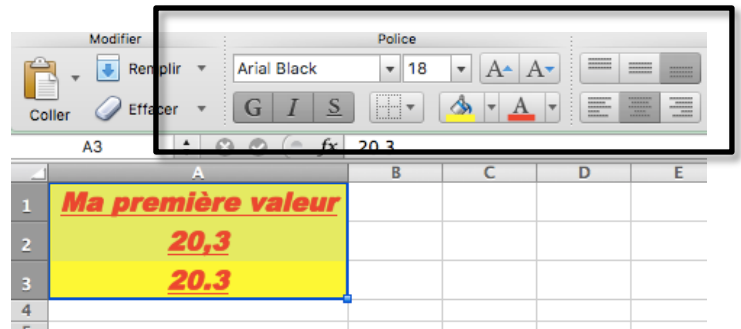 Modifier Police
Remplir Arial Black 18 A A
Coller Effacer G I S A
A3 fx 20.3
A B C D E
1 Ma première valeur
2 20,3
3 20.3
4
5